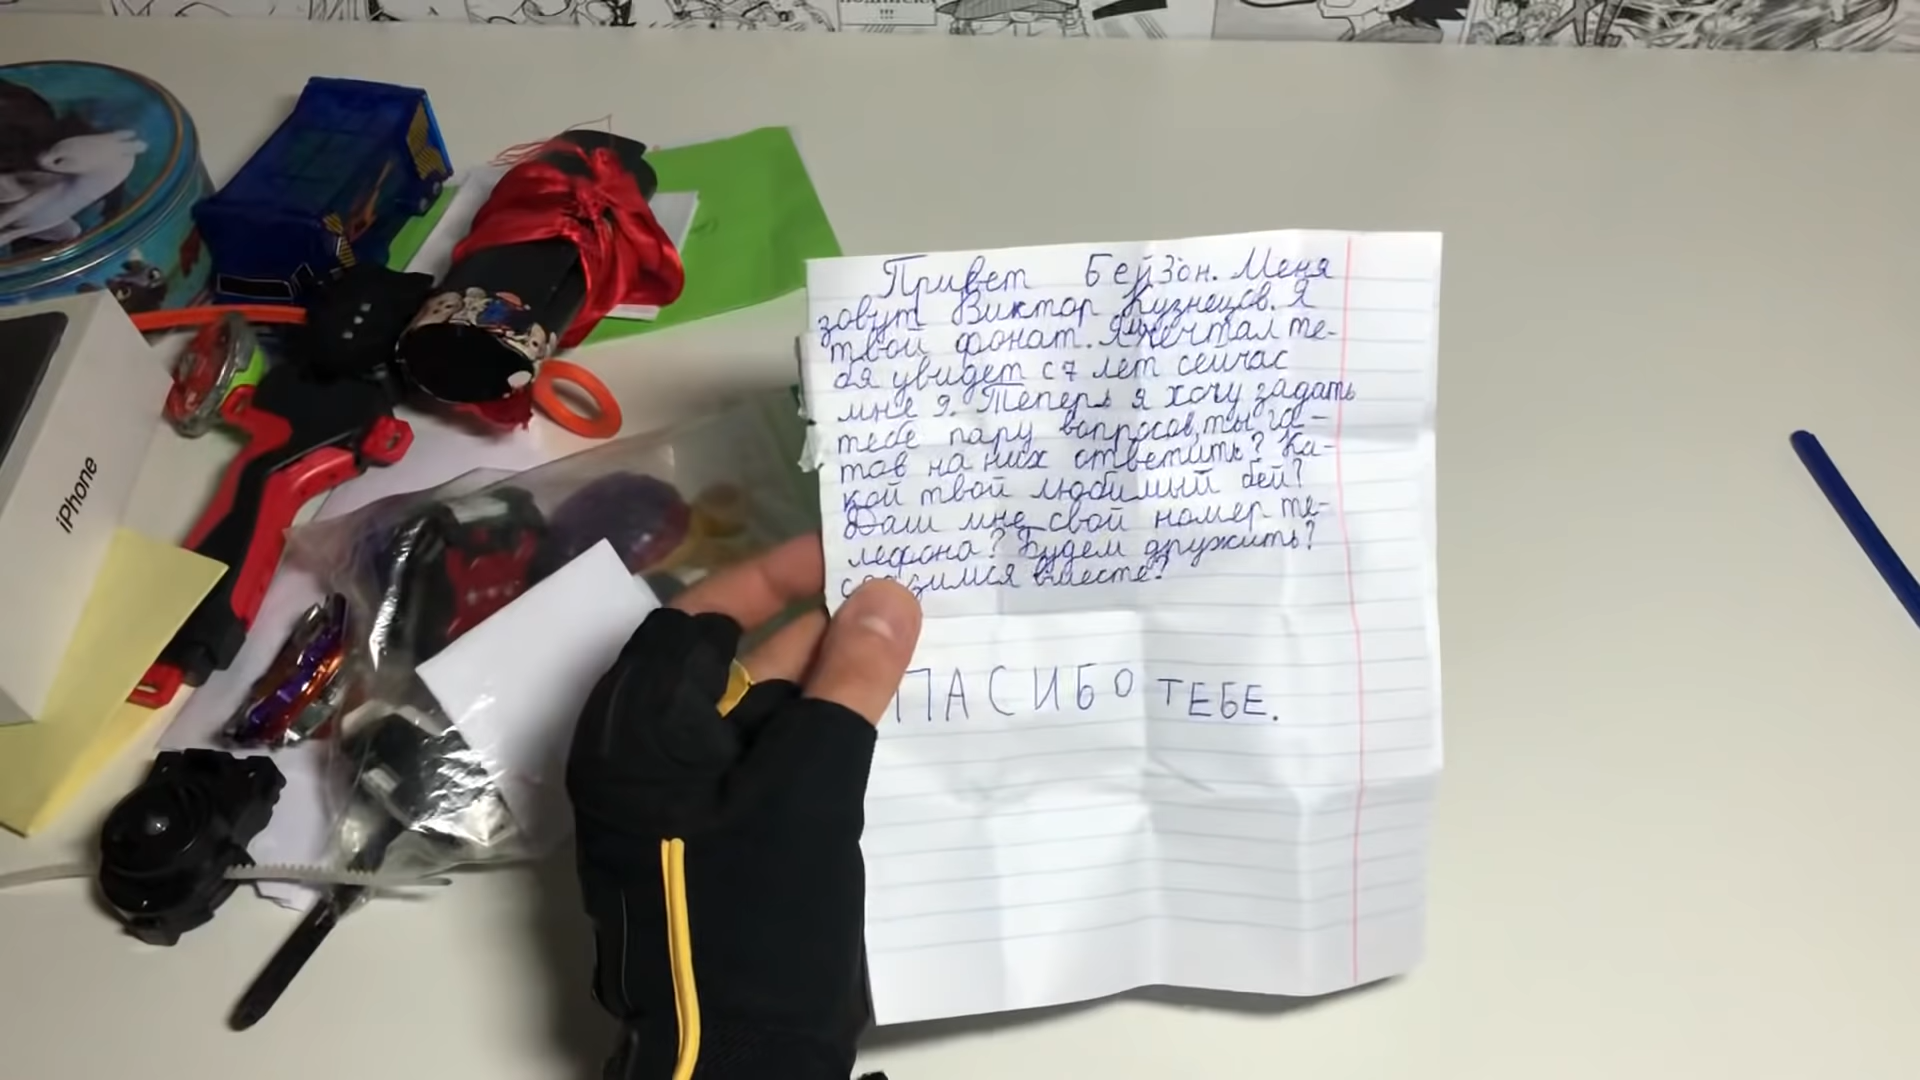 ПОДПИСКА
!!!
iPhone
Привет Бейзон. Меня
зовут Виктор Кузнецов. Я
твой фонат. Я мечтал те-
бя увидет с 7 лет сейчас
мне 9. Теперь я хочу задать
тебе пару вопросов, ты га-
тов на них ответить? Ка-
кой твой любимый бей?
Даш мне свой номер те-
лефона? Будем дружить?
вместе?
ПАСИБО ТЕБЕ.